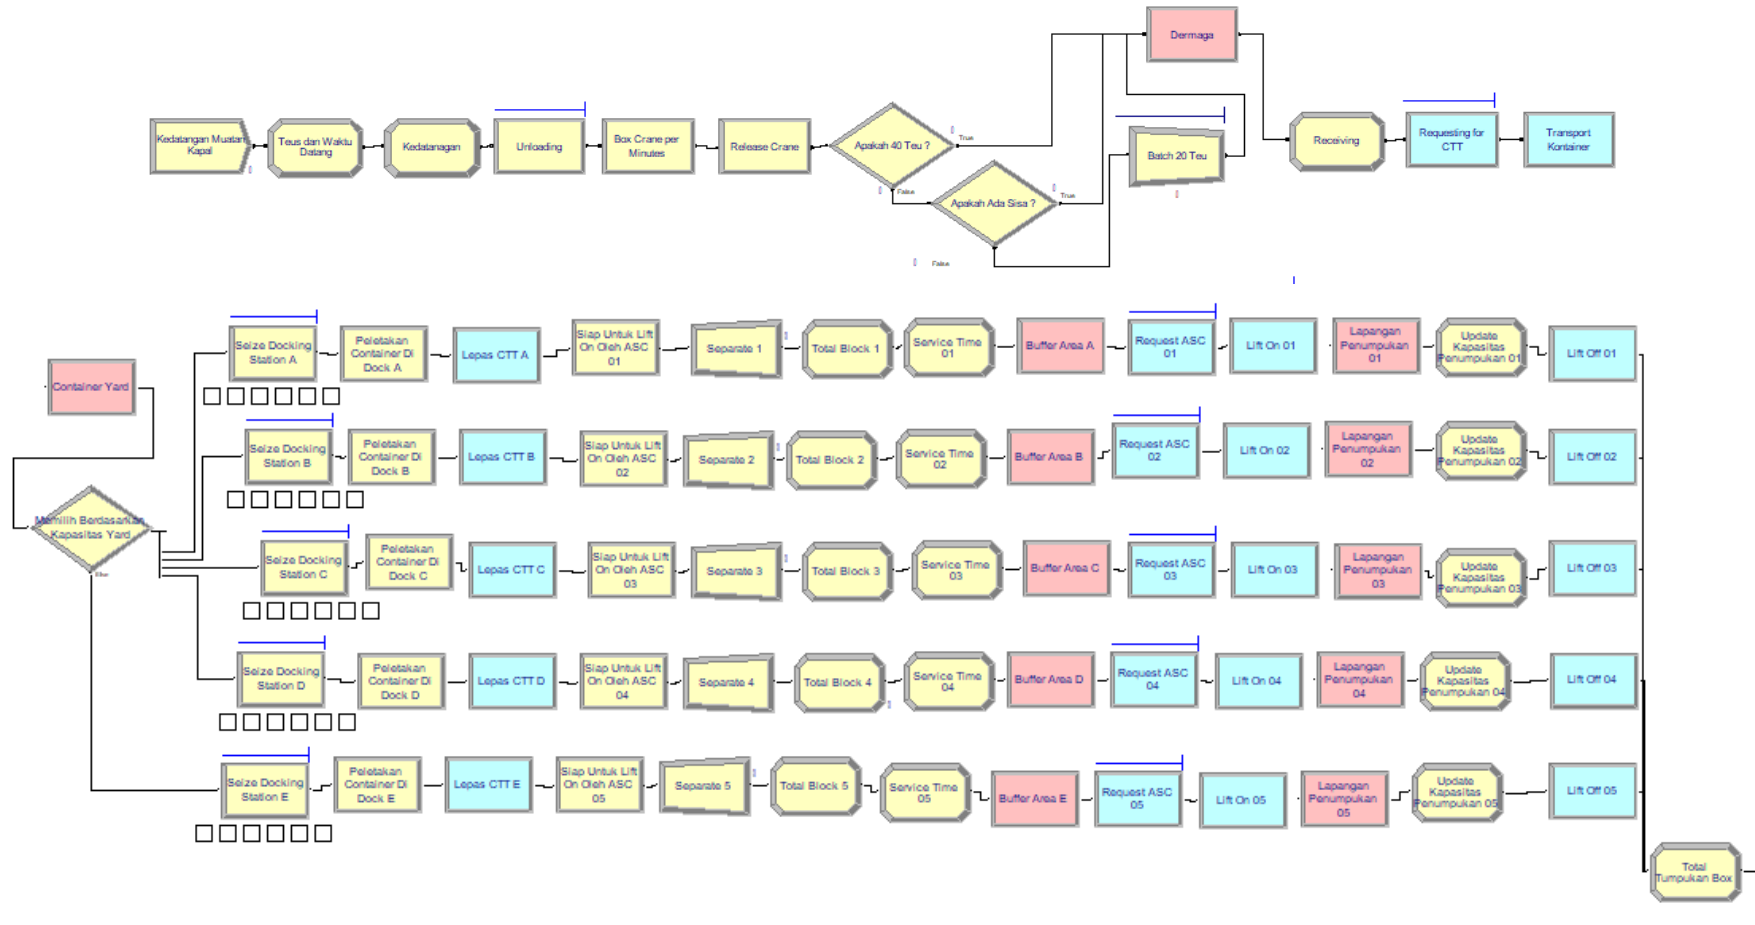 Dermaga
Kedatangan Muatan
Kapal
Teus dan Waktu
Datang
Kedatanagan
Unloading
Box Crane per
Minutes
Release Crane
Apakah 40 Teu ?
True
False
Apakah Ada Sisa ?
True
False
Batch 20 Teu
Receiving
Requesting for
CTT
Transport
Kontainer
Container Yard
Memilih Berdasarkan
Kapasitas Yard
Else
Seize Docking
Station A
Peletakan
Container Di
Dock A
Lepas CTT A
Siap Untuk Lift
On Oleh ASC
01
Separate 1
Total Block 1
Service Time
01
Buffer Area A
Request ASC
01
Lift On 01
Lapangan
Penumpukan
01
Update
Kapasitas
Penumpukan 01
Lift Off 01
Seize Docking
Station B
Peletakan
Container Di
Dock B
Lepas CTT B
Siap Untuk Lift
On Oleh ASC
02
Separate 2
Total Block 2
Service Time
02
Buffer Area B
Request ASC
02
Lift On 02
Lapangan
Penumpukan
02
Update
Kapasitas
Penumpukan 02
Lift Off 02
Seize Docking
Station C
Peletakan
Container Di
Dock C
Lepas CTT C
Siap Untuk Lift
On Oleh ASC
03
Separate 3
Total Block 3
Service Time
03
Buffer Area C
Request ASC
03
Lift On 03
Lapangan
Penumpukan
03
Update
Kapasitas
Penumpukan 03
Lift Off 03
Seize Docking
Station D
Peletakan
Container Di
Dock D
Lepas CTT D
Siap Untuk Lift
On Oleh ASC
04
Separate 4
Total Block 4
Service Time
04
Buffer Area D
Request ASC
04
Lift On 04
Lapangan
Penumpukan
04
Update
Kapasitas
Penumpukan 04
Lift Off 04
Seize Docking
Station E
Peletakan
Container Di
Dock E
Lepas CTT E
Siap Untuk Lift
On Oleh ASC
05
Separate 5
Total Block 5
Service Time
05
Buffer Area E
Request ASC
05
Lift On 05
Lapangan
Penumpukan
05
Update
Kapasitas
Penumpukan 05
Lift Off 05
Total
Tumpukan Box